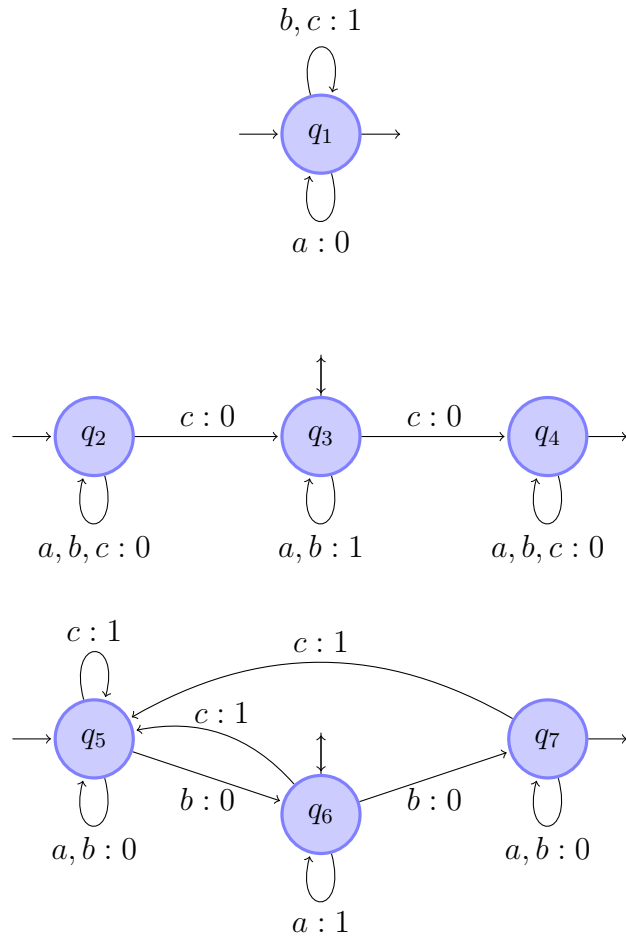 b, c : 1
q₁
a : 0
c : 0 c : 0
q₂ q₃ q₄
a, b, c : 0 a, b : 1 a, b, c : 0
c : 1 c : 1
c : 1
q₅ q₇
b : 0 b : 0
q₆
a, b : 0 a, b : 0
a : 1